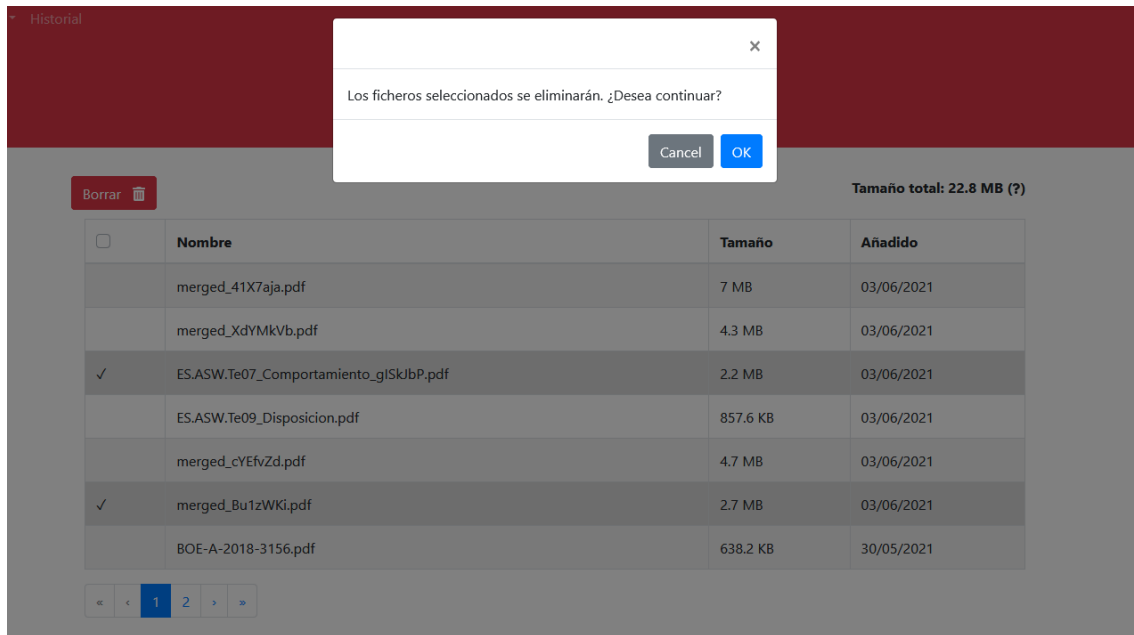 Historial
×
Los ficheros seleccionados se eliminarán. ¿Desea continuar?
Cancel OK
Borrar
Tamaño total: 22.8 MB (?)
Nombre Tamaño Añadido
merged_41X7aja.pdf 7 MB 03/06/2021
merged_XdYMkVb.pdf 4.3 MB 03/06/2021
✓ ES.ASW.Te07_Comportamiento_gISkJbP.pdf 2.2 MB 03/06/2021
ES.ASW.Te09_Disposicion.pdf 857.6 KB 03/06/2021
merged_cYEfvZd.pdf 4.7 MB 03/06/2021
✓ merged_Bu1zWKi.pdf 2.7 MB 03/06/2021
BOE-A-2018-3156.pdf 638.2 KB 30/05/2021
« ‹ 1 2 › »